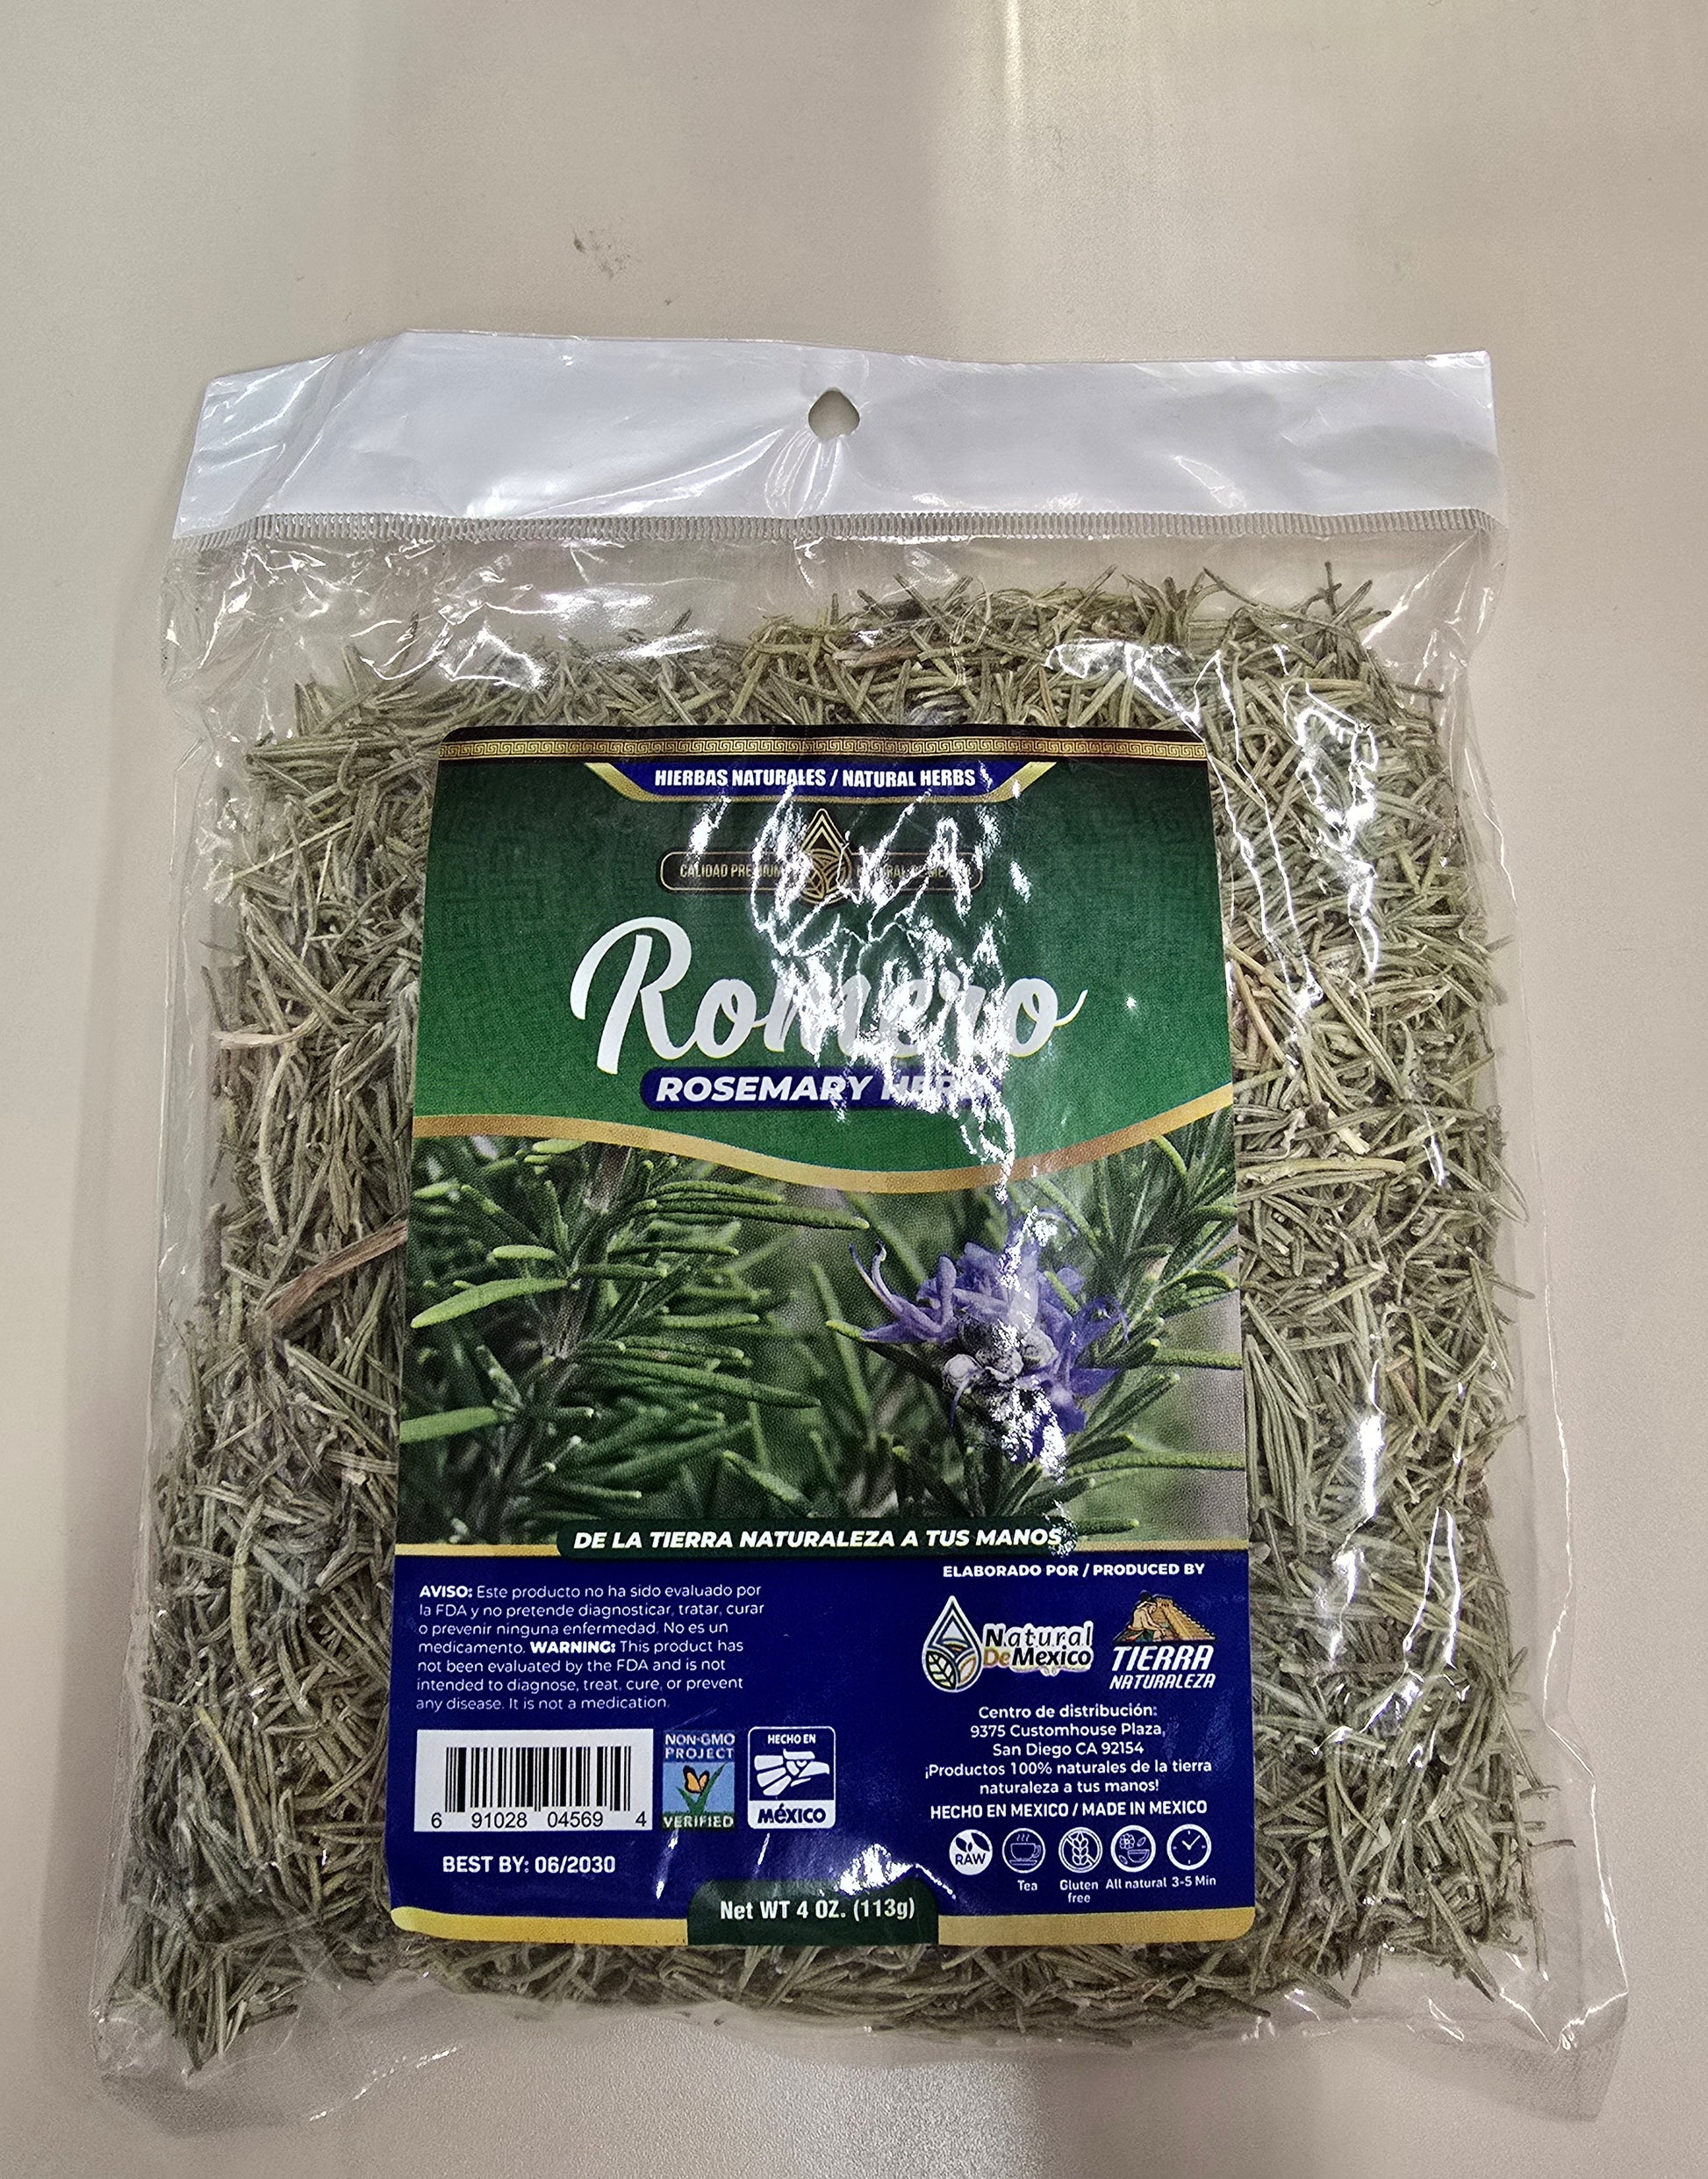 HIERBAS NATURALES / NATURAL HERBS
CALIDAD PREMIUM
Romero
ROSEMARY HERB
DE LA TIERRA NATURALEZA A TUS MANOS
AVISO: Este producto no ha sido evaluado por
la FDA y no pretende diagnosticar, tratar, curar
o prevenir ninguna enfermedad. No es un
medicamento. WARNING: This product has
not been evaluated by the FDA and is not
intended to diagnose, treat, cure, or prevent
any disease. It is not a medication.
6 91028 04569 4
NON-GMO
PROJECT
VERIFIED
HECHO EN
MÉXICO
BEST BY: 06/2030
ELABORADO POR / PRODUCED BY
Natural
De Mexico
TIERRA
NATURALEZA
Centro de distribución:
9375 Customhouse Plaza,
San Diego CA 92154
¡Productos 100% naturales de la tierra
naturaleza a tus manos!
HECHO EN MEXICO / MADE IN MEXICO
RAW
Tea
Gluten
free
All natural
3-5 Min
Net WT 4 OZ. (113g)